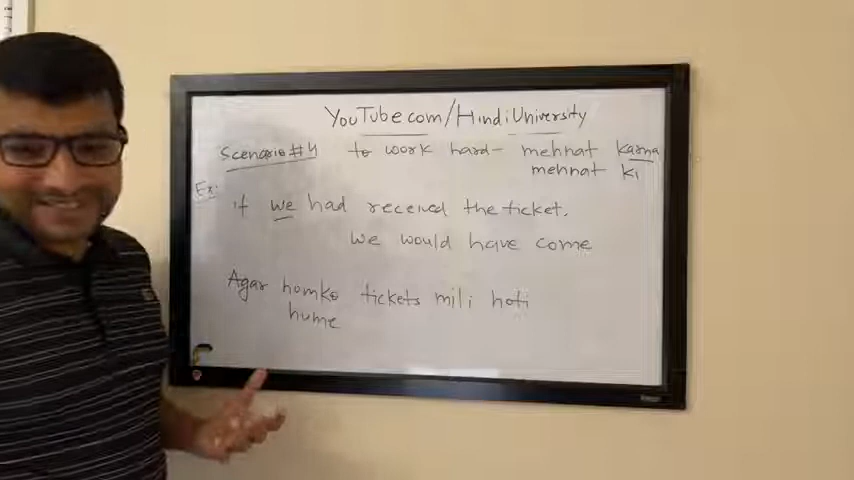 YouTube.com/HindiUniversity
Scenario #4 to work hard - mehnat karna
mehnat ki
Ex:
if we had received the ticket.
we would have come
Agar homko tickets mili hoti
hume